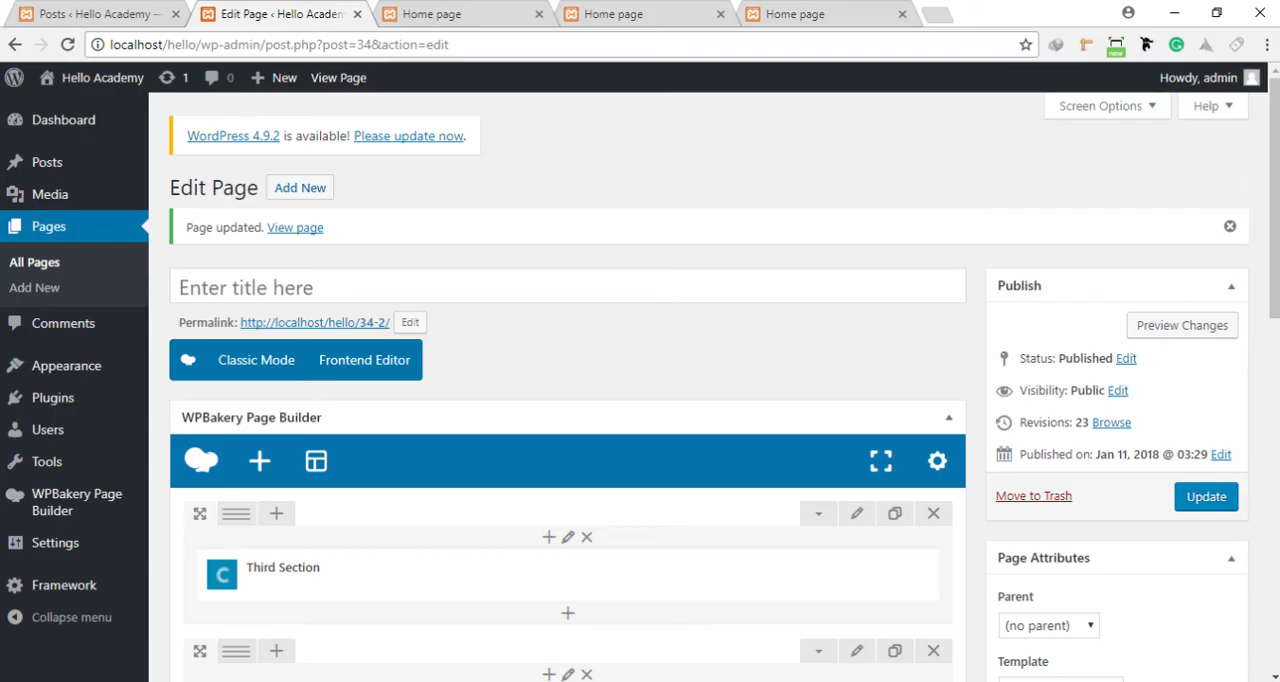 Posts ‹ Hello Academy —
Edit Page ‹ Hello Academ
Home page
Home page
Home page
localhost/hello/wp-admin/post.php?post=34&action=edit
new
Hello Academy
1
0
New
View Page
Howdy, admin
Dashboard
Posts
Media
Pages
All Pages
Add New
Comments
Appearance
Plugins
Users
Tools
WPBakery Page
Builder
Settings
Framework
Collapse menu
Screen Options
Help
WordPress 4.9.2 is available! Please update now.
Edit Page
Add New
Page updated. View page
Enter title here
Permalink: http://localhost/hello/34-2/
Edit
Classic Mode
Frontend Editor
WPBakery Page Builder
C
Third Section
Publish
Preview Changes
Status: Published Edit
Visibility: Public Edit
Revisions: 23 Browse
Published on: Jan 11, 2018 @ 03:29 Edit
Move to Trash
Update
Page Attributes
Parent
(no parent)
Template